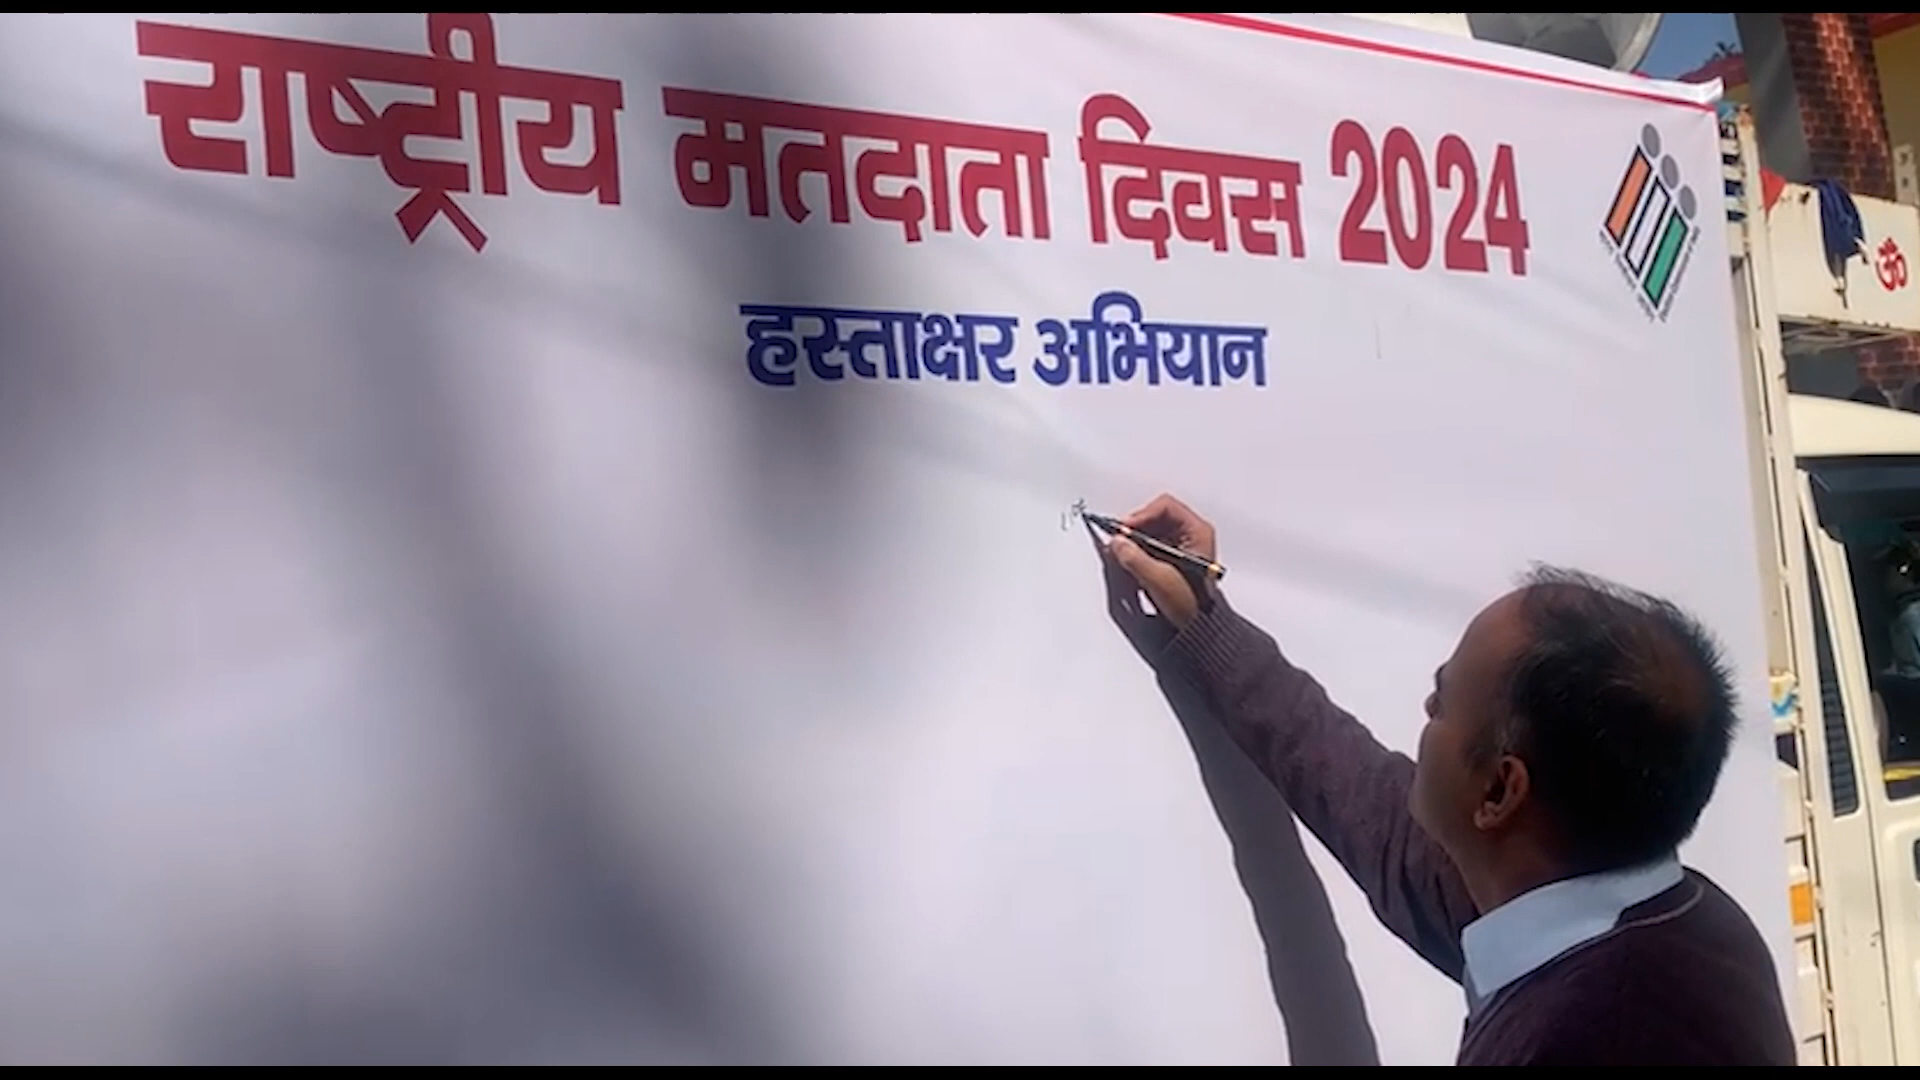 राष्ट्रीय मतदाता दिवस 2024
हस्ताक्षर अभियान
ॐ